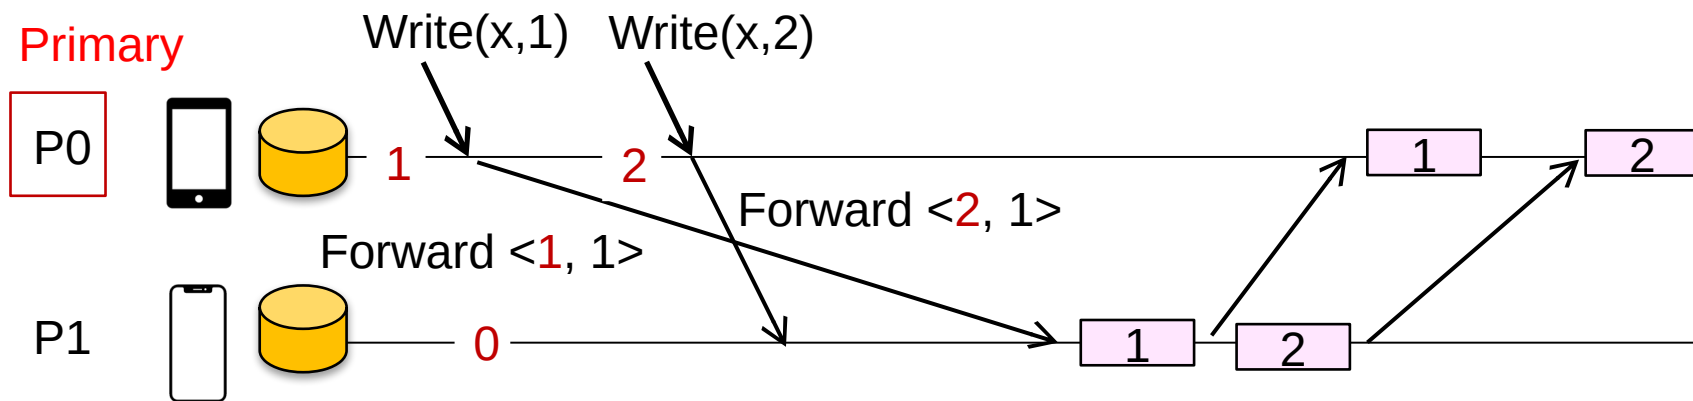 Primary
Write(x,1) Write(x,2)
P0
1
2
1
2
Forward <2, 1>
Forward <1, 1>
P1
0
1
2